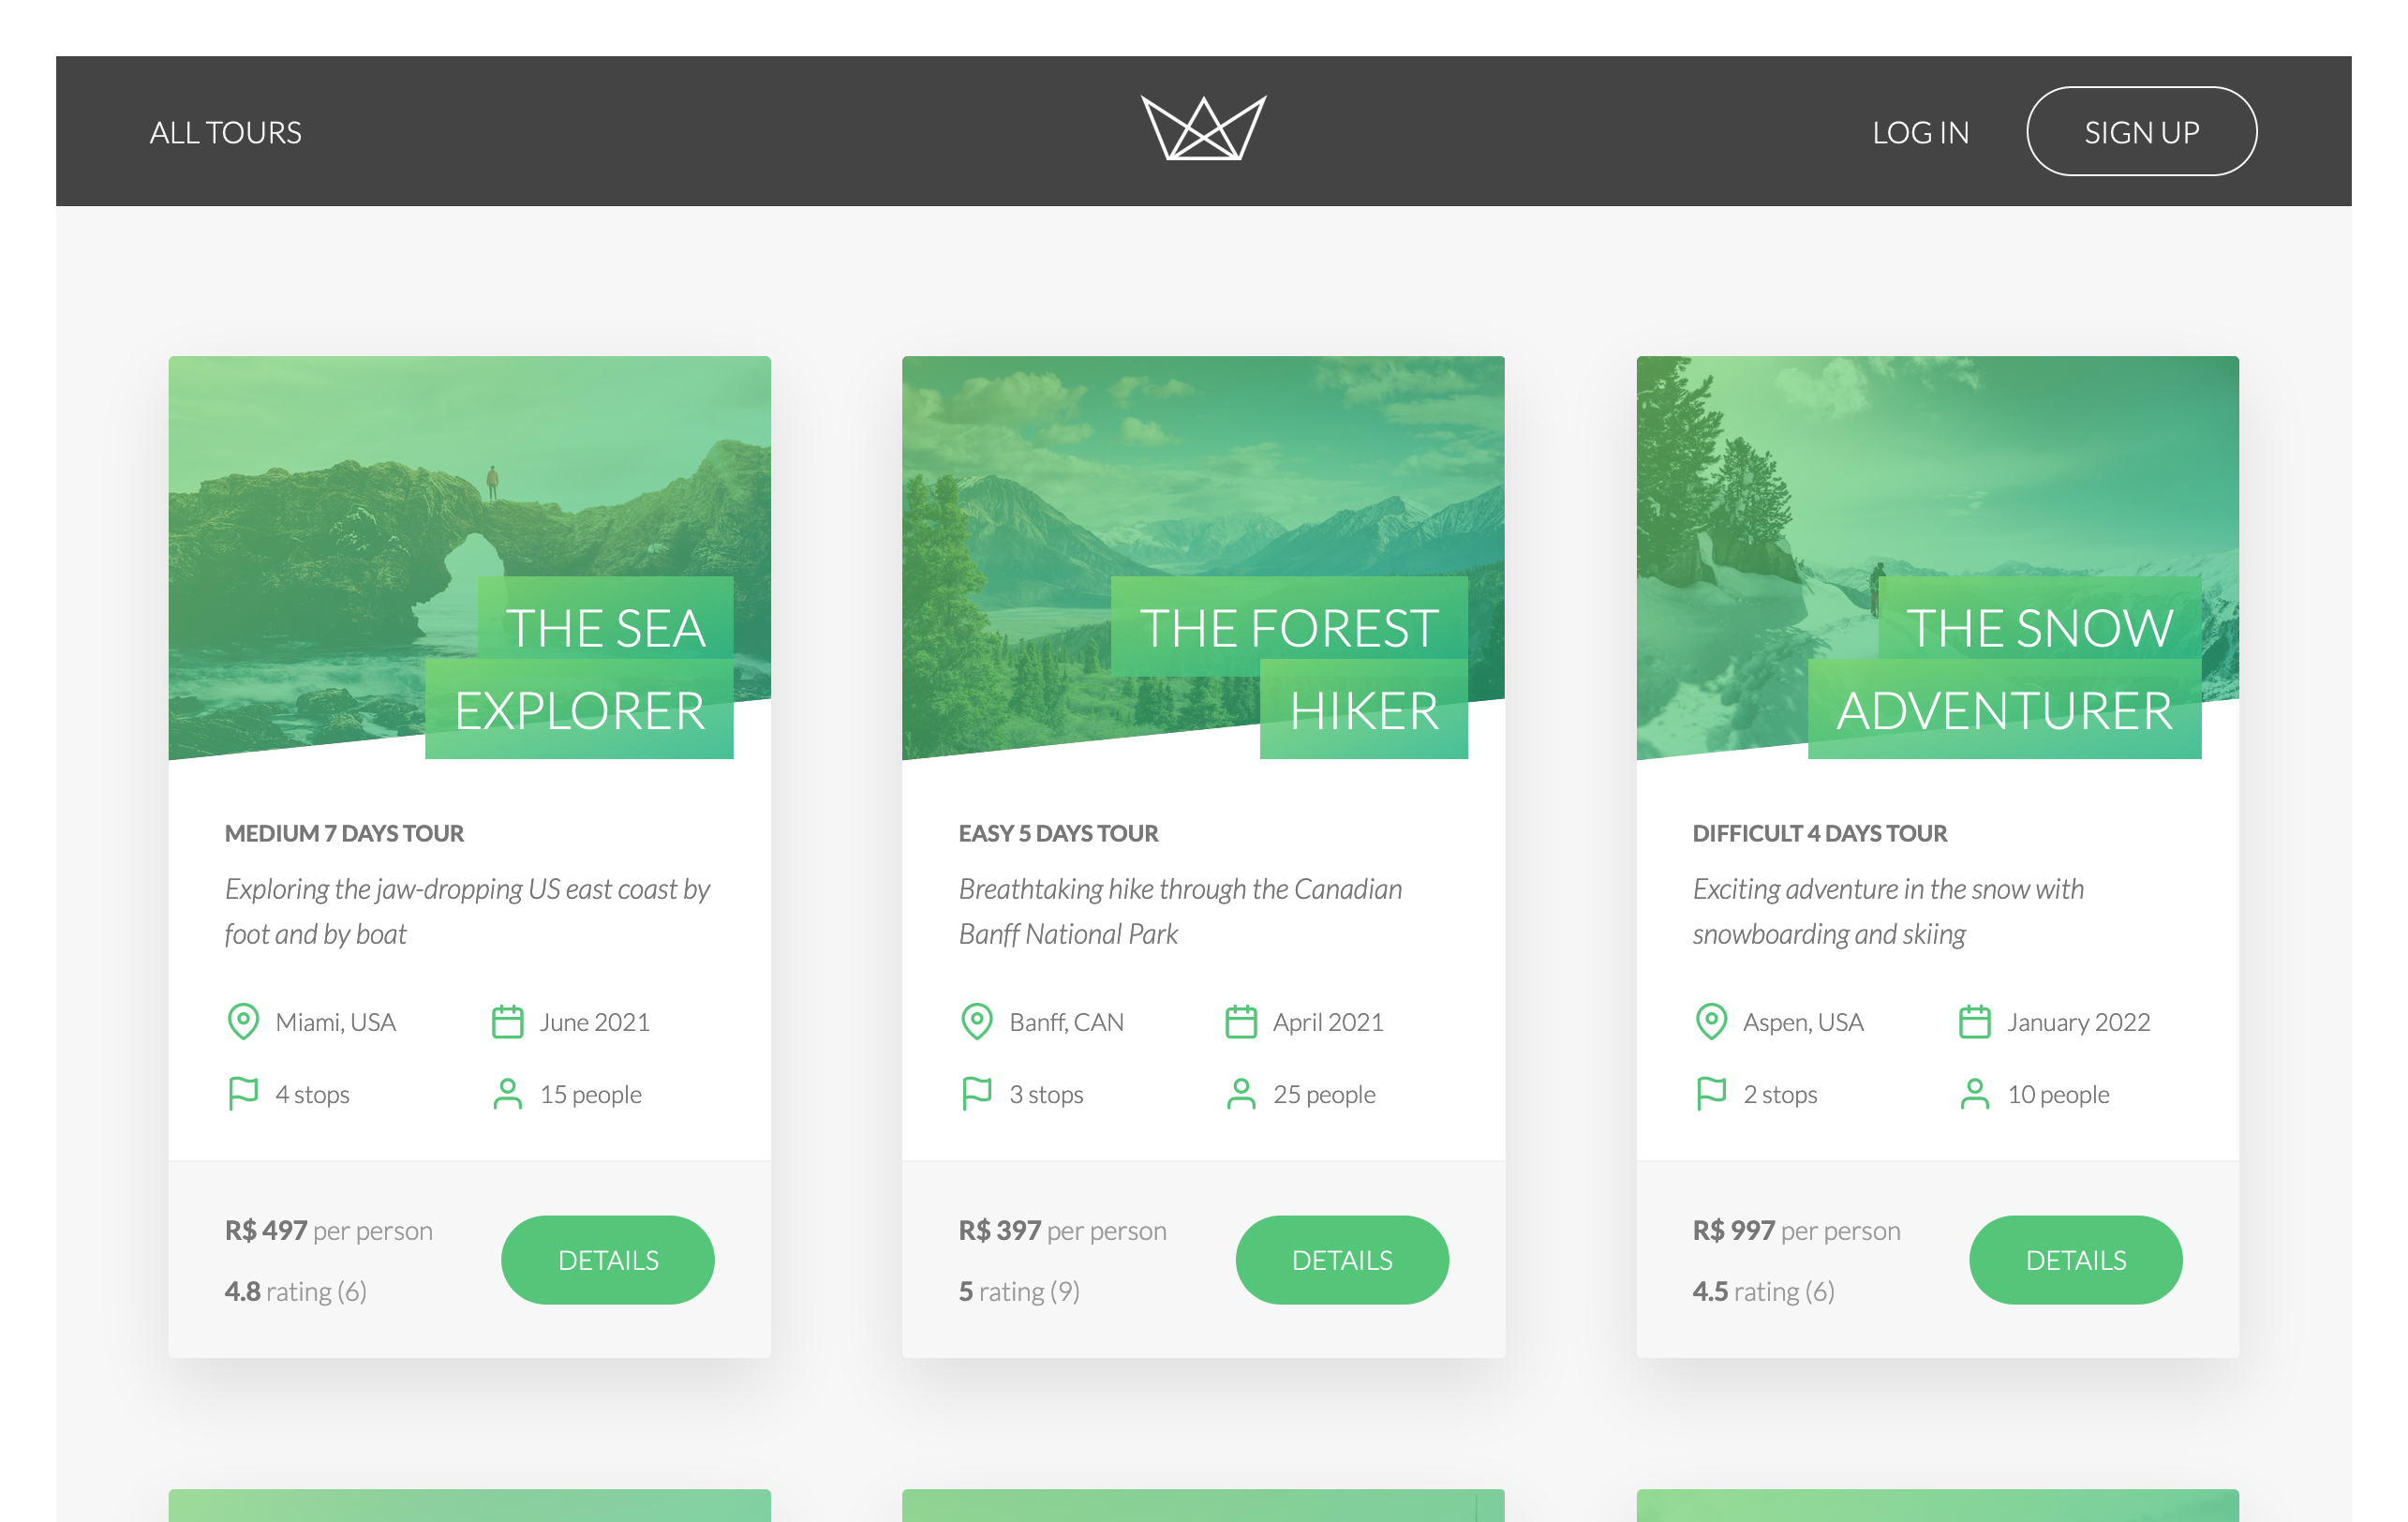 ALL TOURS
LOG IN
SIGN UP
THE SEA
EXPLORER
MEDIUM 7 DAYS TOUR
Exploring the jaw-dropping US east coast by
foot and by boat
Miami, USA
June 2021
4 stops
15 people
R$ 497 per person
4.8 rating (6)
DETAILS
THE FOREST
HIKER
EASY 5 DAYS TOUR
Breathtaking hike through the Canadian
Banff National Park
Banff, CAN
April 2021
3 stops
25 people
R$ 397 per person
5 rating (9)
DETAILS
THE SNOW
ADVENTURER
DIFFICULT 4 DAYS TOUR
Exciting adventure in the snow with
snowboarding and skiing
Aspen, USA
January 2022
2 stops
10 people
R$ 997 per person
4.5 rating (6)
DETAILS